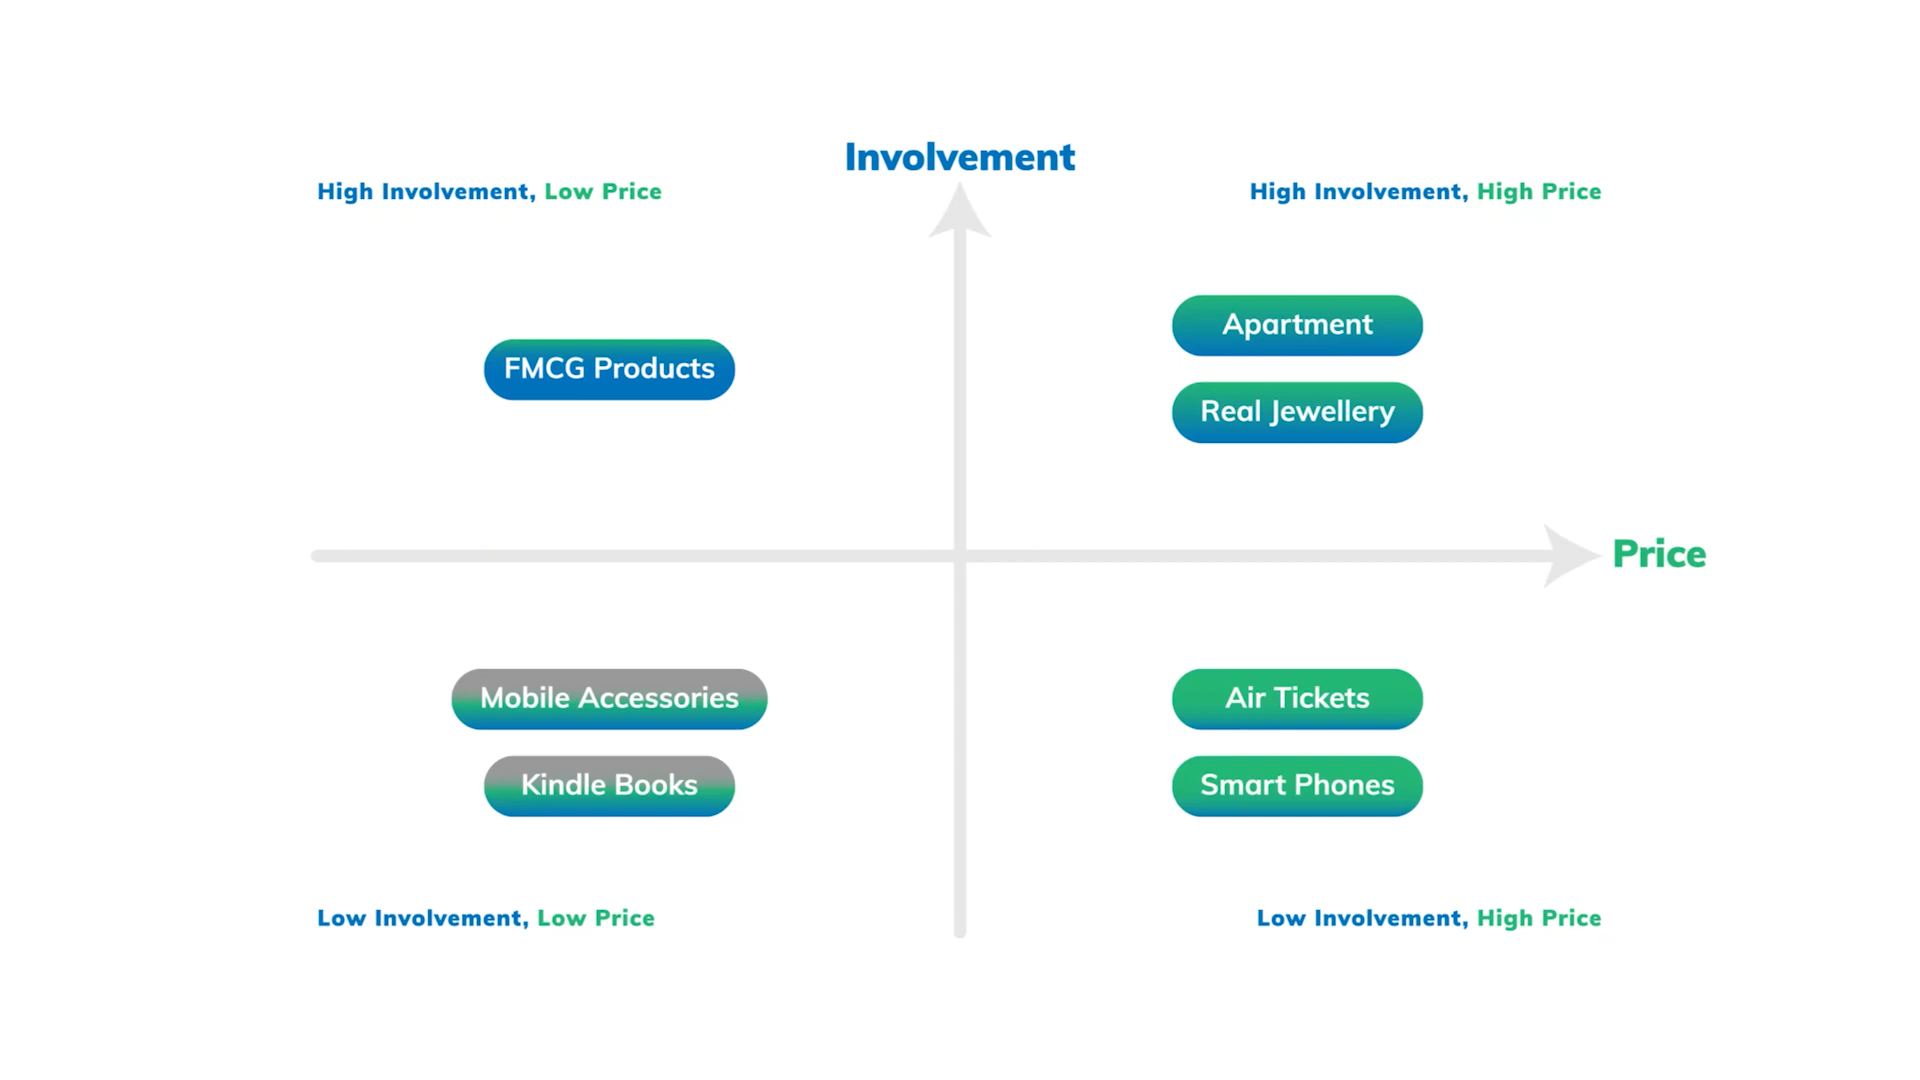 Involvement
High Involvement, Low Price
High Involvement, High Price
Apartment
FMCG Products
Real Jewellery
Price
Mobile Accessories
Air Tickets
Kindle Books
Smart Phones
Low Involvement, Low Price
Low Involvement, High Price